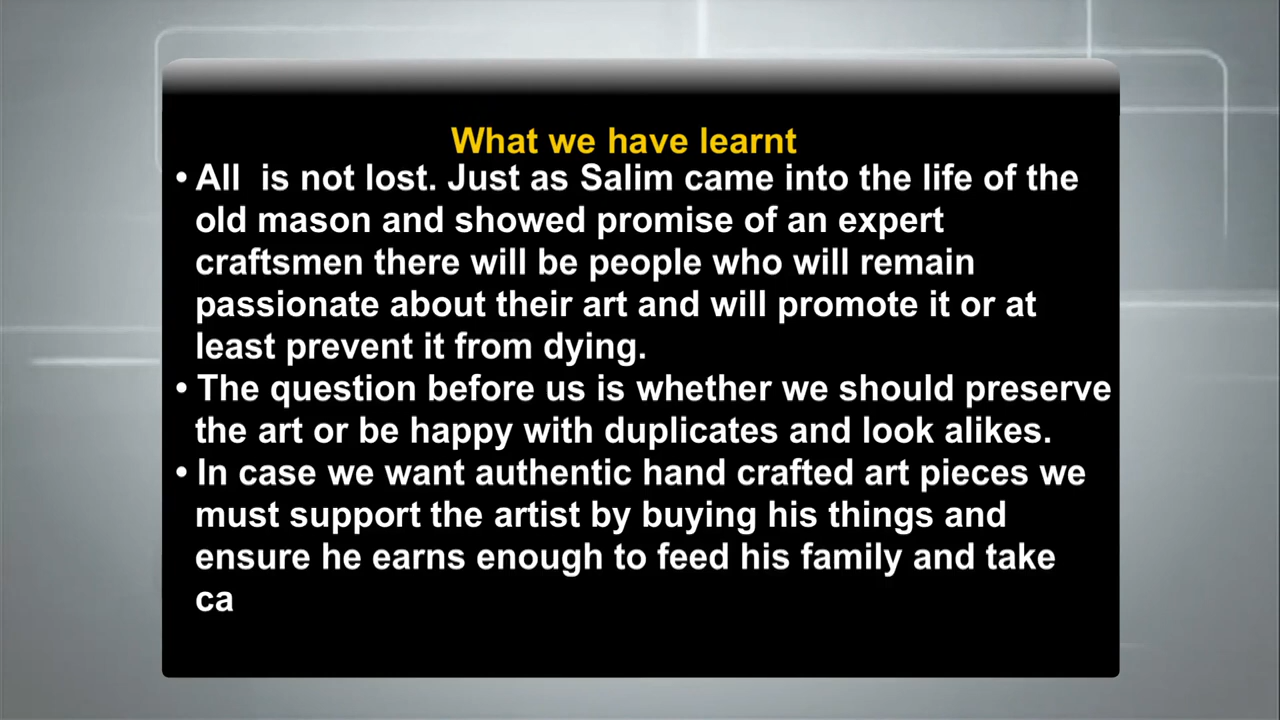 What we have learnt
• All  is not lost. Just as Salim came into the life of the
old mason and showed promise of an expert
craftsmen there will be people who will remain
passionate about their art and will promote it or at
least prevent it from dying.
• The question before us is whether we should preserve
the art or be happy with duplicates and look alikes.
• In case we want authentic hand crafted art pieces we
must support the artist by buying his things and
ensure he earns enough to feed his family and take
ca